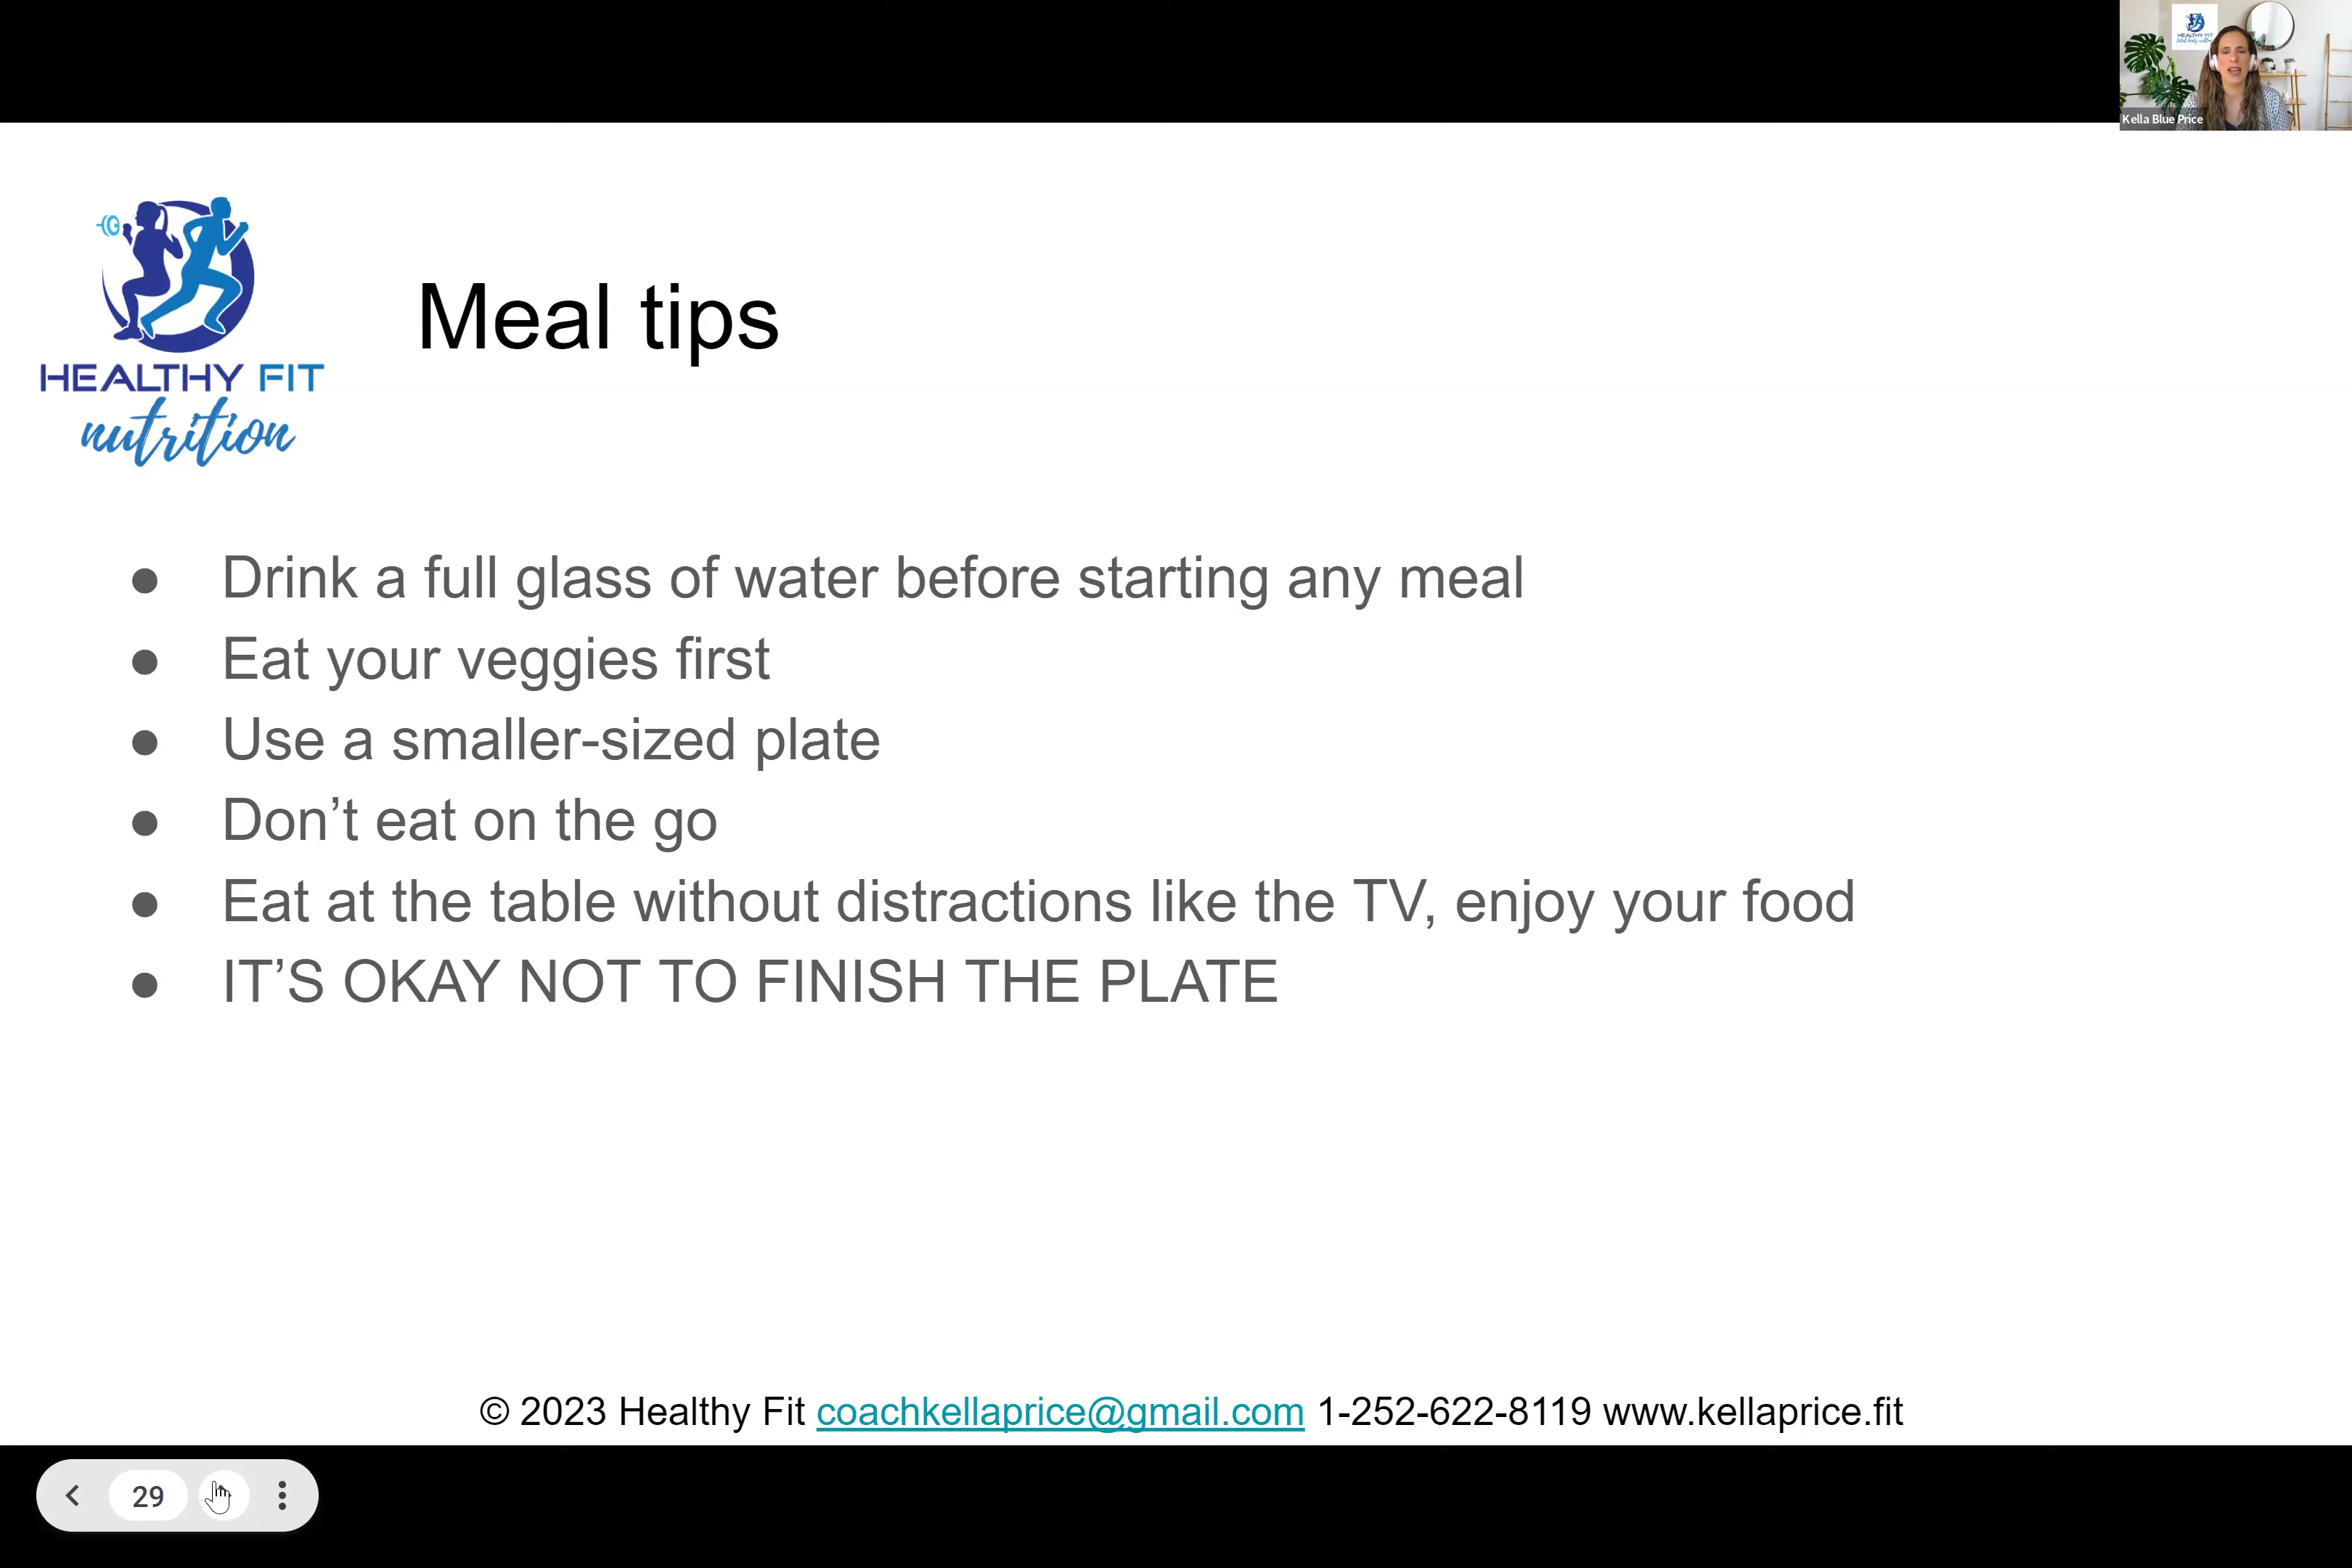 HEALTHY FIT
Kella Blue Price
HEALTHY FIT
nutrition
Meal tips
● Drink a full glass of water before starting any meal
● Eat your veggies first
● Use a smaller-sized plate
● Don’t eat on the go
● Eat at the table without distractions like the TV, enjoy your food
● IT’S OKAY NOT TO FINISH THE PLATE
© 2023 Healthy Fit coachkellaprice@gmail.com 1-252-622-8119 www.kellaprice.fit
29